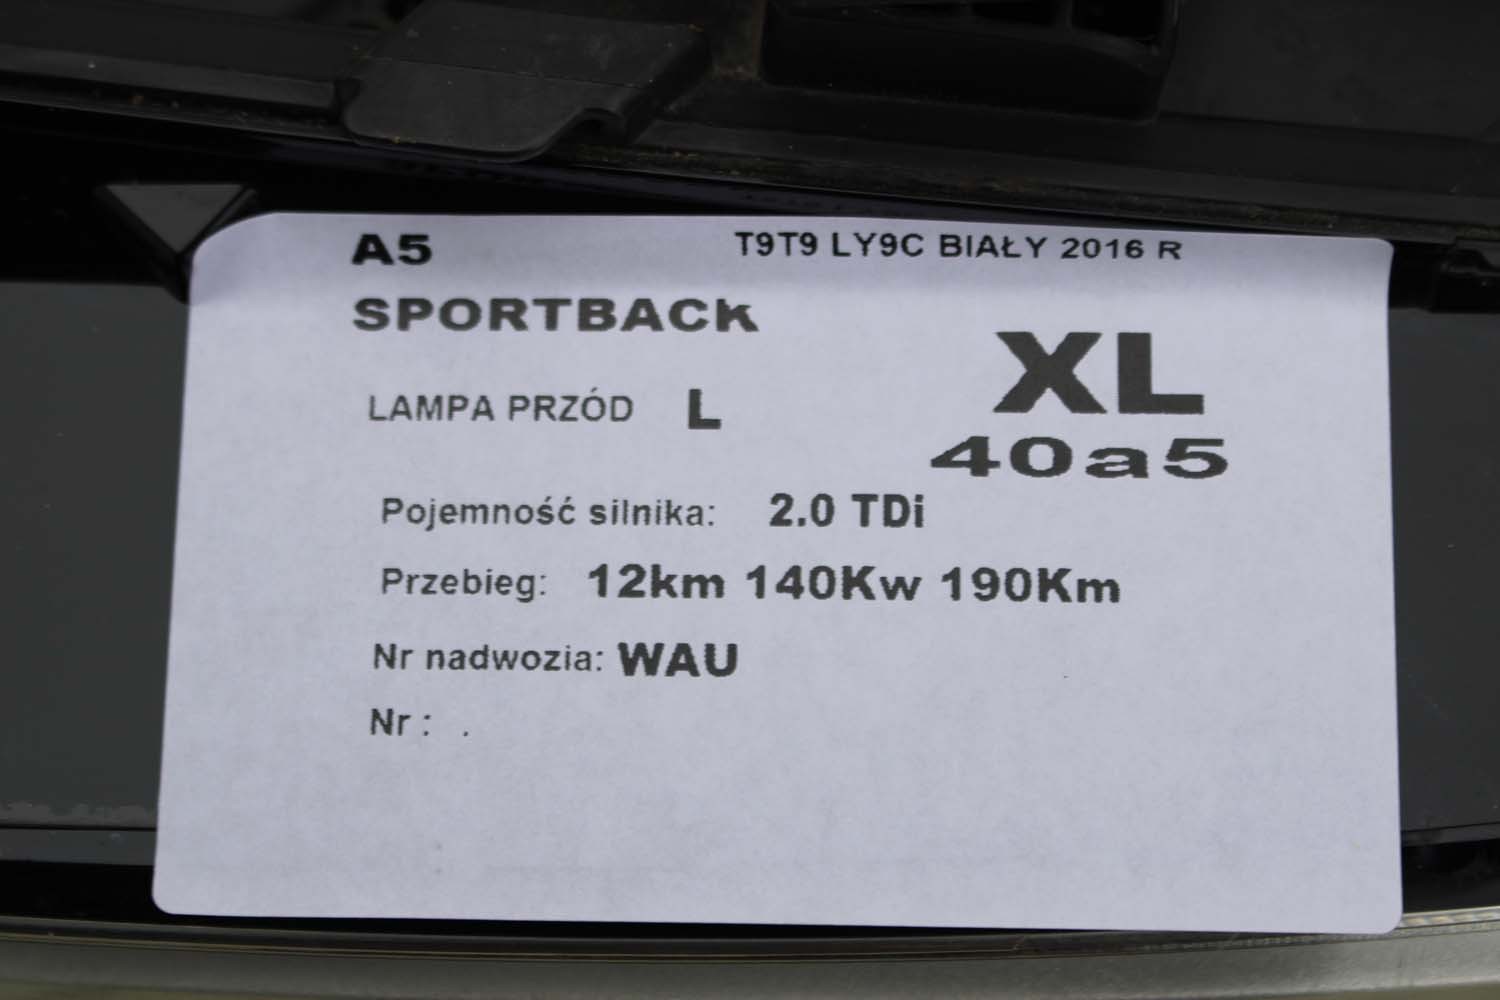 A5 T9T9 LY9C BIAŁY 2016 R
SPORTBACK
XL
LAMPA PRZÓD L
40a5
Pojemność silnika: 2.0 TDi
Przebieg: 12km 140Kw 190Km
Nr nadwozia: WAU
Nr : .